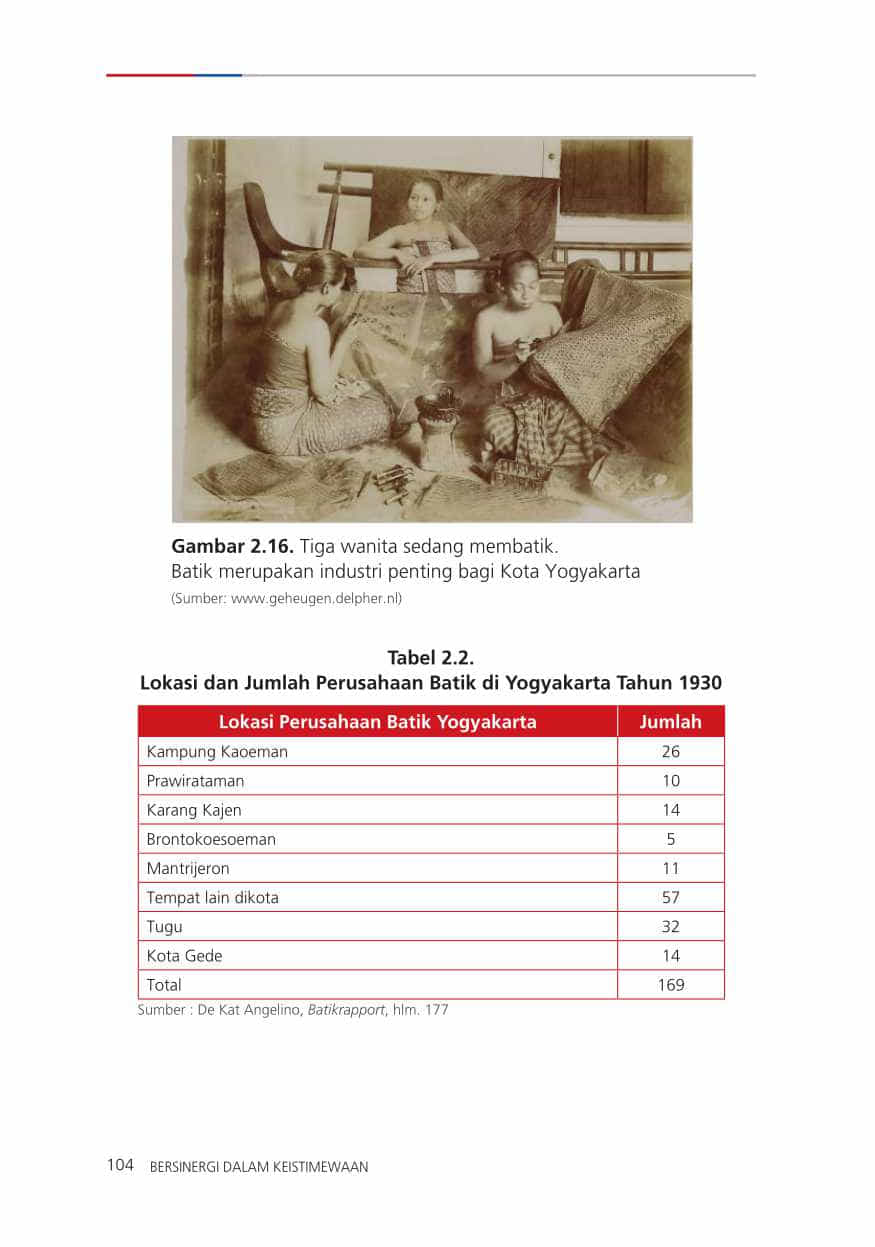 Gambar 2.16. Tiga wanita sedang membatik.
Batik merupakan industri penting bagi Kota Yogyakarta
(Sumber: www.geheugen.delpher.nl)
Tabel 2.2.
Lokasi dan Jumlah Perusahaan Batik di Yogyakarta Tahun 1930
Lokasi Perusahaan Batik Yogyakarta Jumlah
Kampung Kaoeman 26
Prawirataman 10
Karang Kajen 14
Brontokoesoeman 5
Mantrijeron 11
Tempat lain dikota 57
Tugu 32
Kota Gede 14
Total 169
Sumber : De Kat Angelino, Batikrapport, hlm. 177
104 BERSINERGI DALAM KEISTIMEWAAN